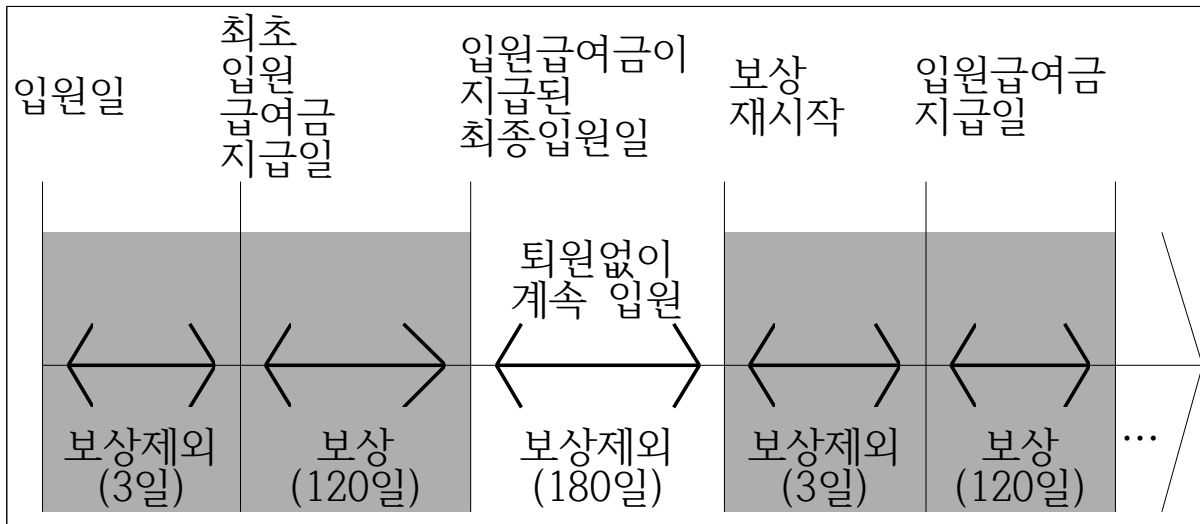 입원일
최초
입원
급여금
지급일
입원급여금이
지급된
최종입원일
보상
재시작
입원급여금
지급일
퇴원없이
계속 입원
보상제외
(3일)
보상
(120일)
보상제외
(180일)
보상제외
(3일)
보상
(120일)
…